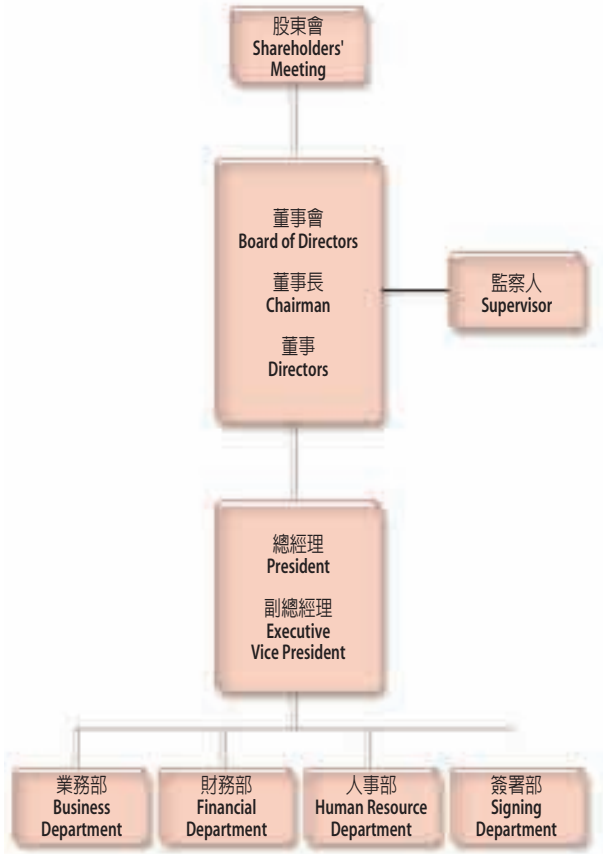 股東會
Shareholders'
Meeting
董事會
Board of Directors
董事長
Chairman
董事
Directors
監察人
Supervisor
總經理
President
副總經理
Executive
Vice President
業務部
Business
Department
財務部
Financial
Department
人事部
Human Resource
Department
簽署部
Signing
Department